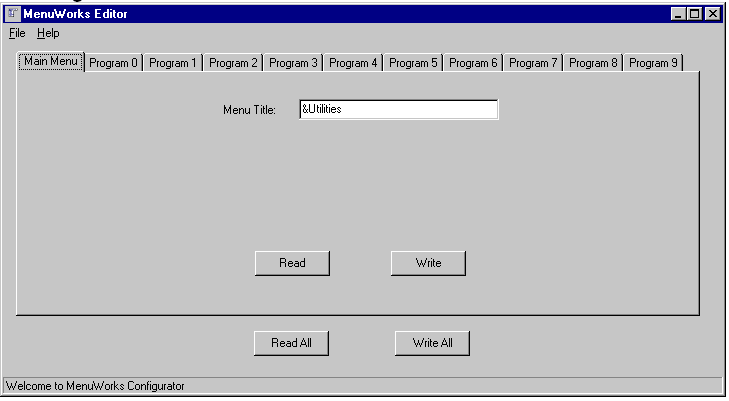 MenuWorks Editor
File Help
Main Menu Program 0 Program 1 Program 2 Program 3 Program 4 Program 5 Program 6 Program 7 Program 8 Program 9
Menu Title: &Utilities
Read Write
Read All Write All
Welcome to MenuWorks Configurator